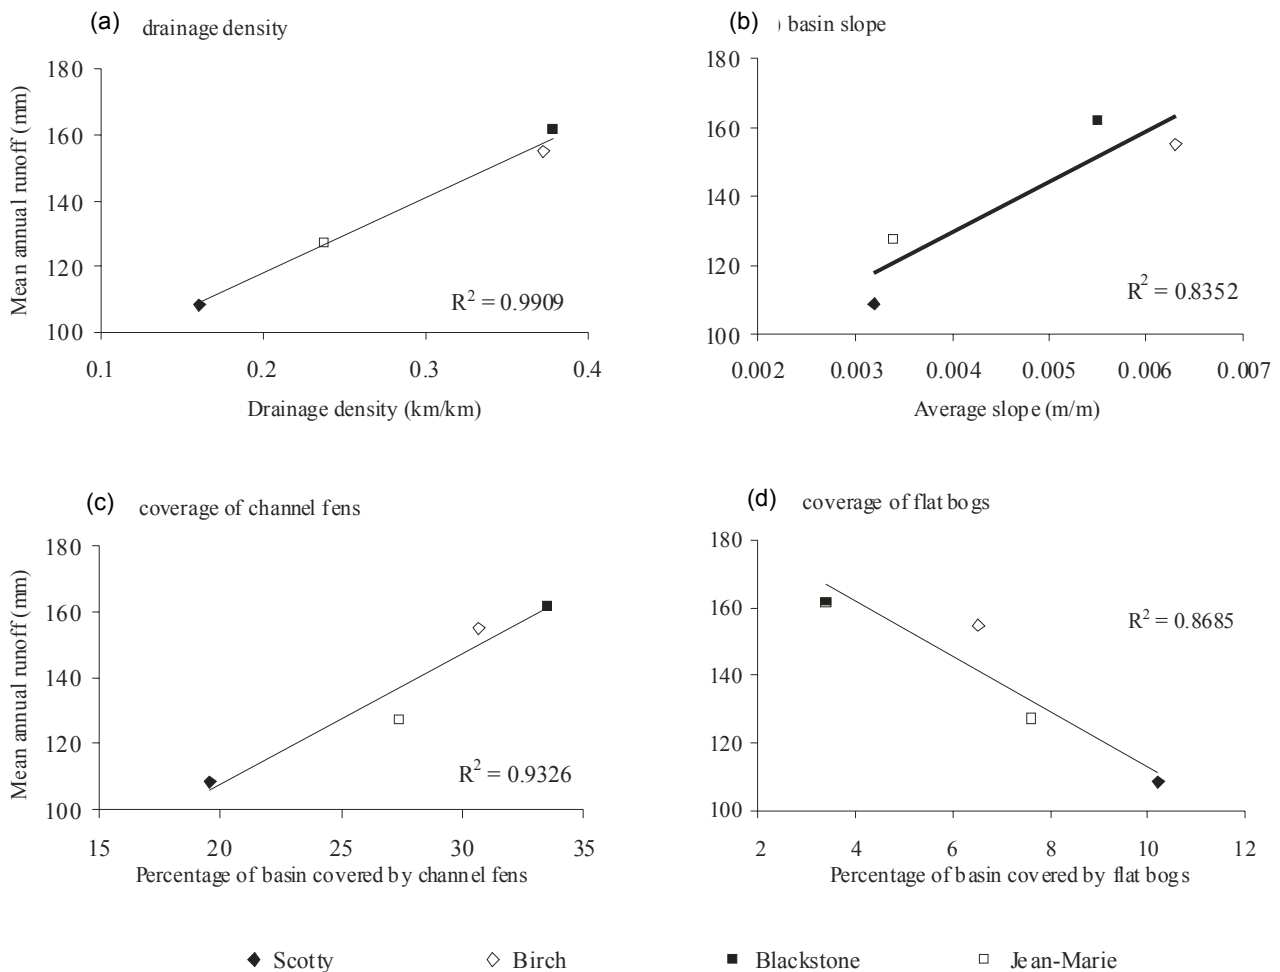 (a) drainage density
180
160
140
120
100
0.1 0.2 0.3 0.4
Mean annual runoff (mm)
Drainage density (km/km)
R2 = 0.9909
(b) ) basin slope
180
160
140
120
100
0.002 0.003 0.004 0.005 0.006 0.007
Average slope (m/m)
R2 = 0.8352
(c) coverage of channel fens
180
160
140
120
100
15 20 25 30 35
Mean annual runoff (mm)
Percentage of basin covered by channel fens
R2 = 0.9326
(d) coverage of flat bogs
180
160
140
120
100
2 4 6 8 10 12
Percentage of basin covered by flat bogs
R2 = 0.8685
Scotty Birch Blackstone Jean-Marie